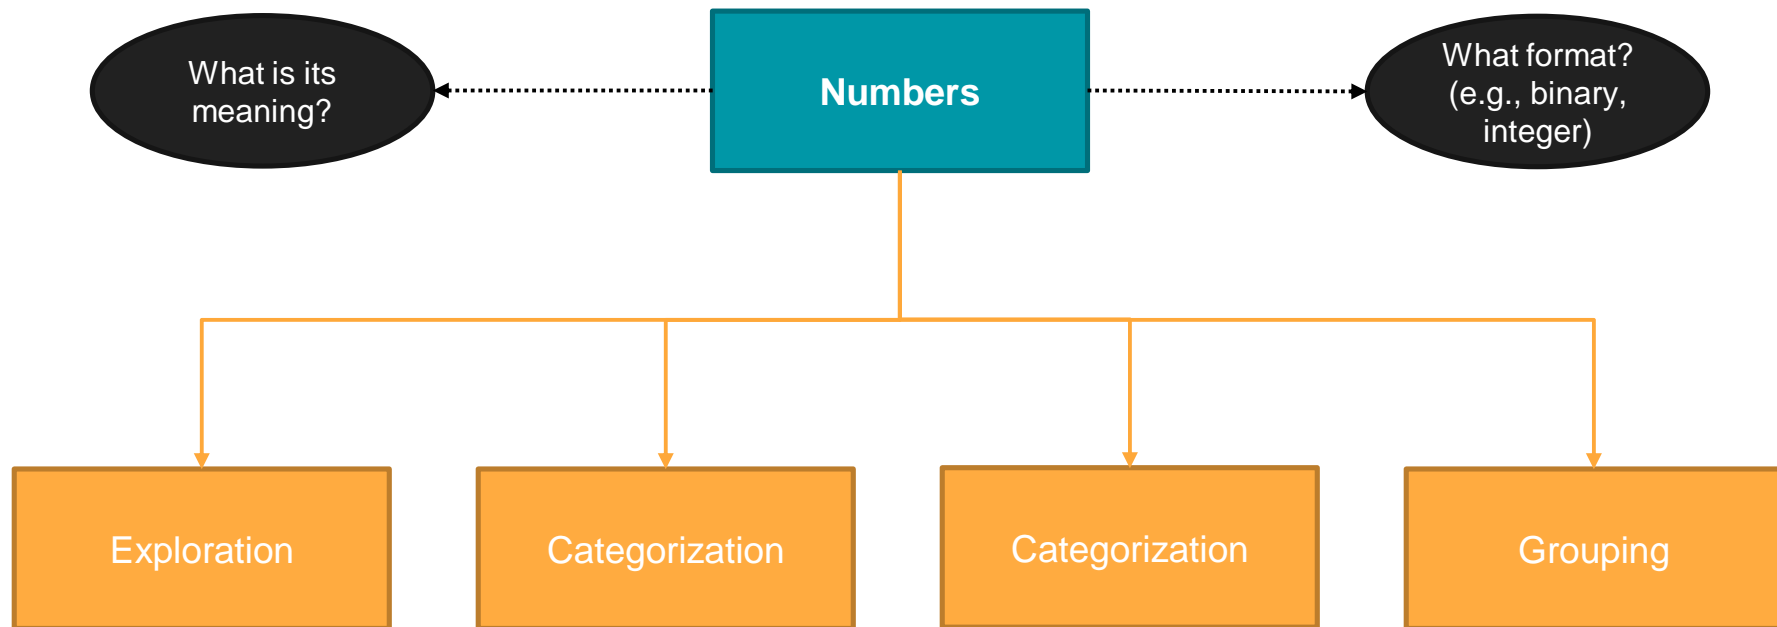 What is its
meaning?
Numbers
What format?
(e.g., binary,
integer)
Exploration
Categorization
Categorization
Grouping